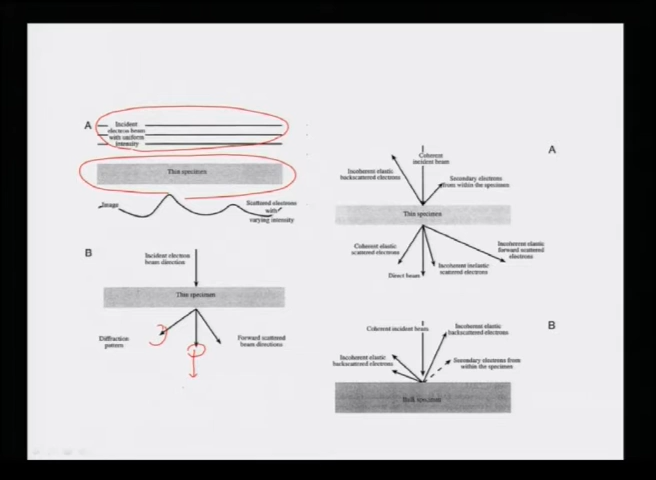 A
Incident
electron beam
with uniform
intensity
Thin specimen
Image
Scattered electrons
with
varying intensity
B
Incident electron
beam direction
Thin specimen
Diffraction
pattern
Forward scattered
beam directions
A
Coherent
incident beam
Incoherent elastic
backscattered electrons
Secondary electrons
from within the specimen
Thin specimen
Coherent elastic
scattered electrons
Direct beam
Incoherent inelastic
scattered electrons
Incoherent elastic
forward scattered
electrons
B
Coherent incident beam
Incoherent elastic
backscattered electrons
Incoherent elastic
backscattered electrons
Secondary electrons from
within the specimen
Bulk specimen